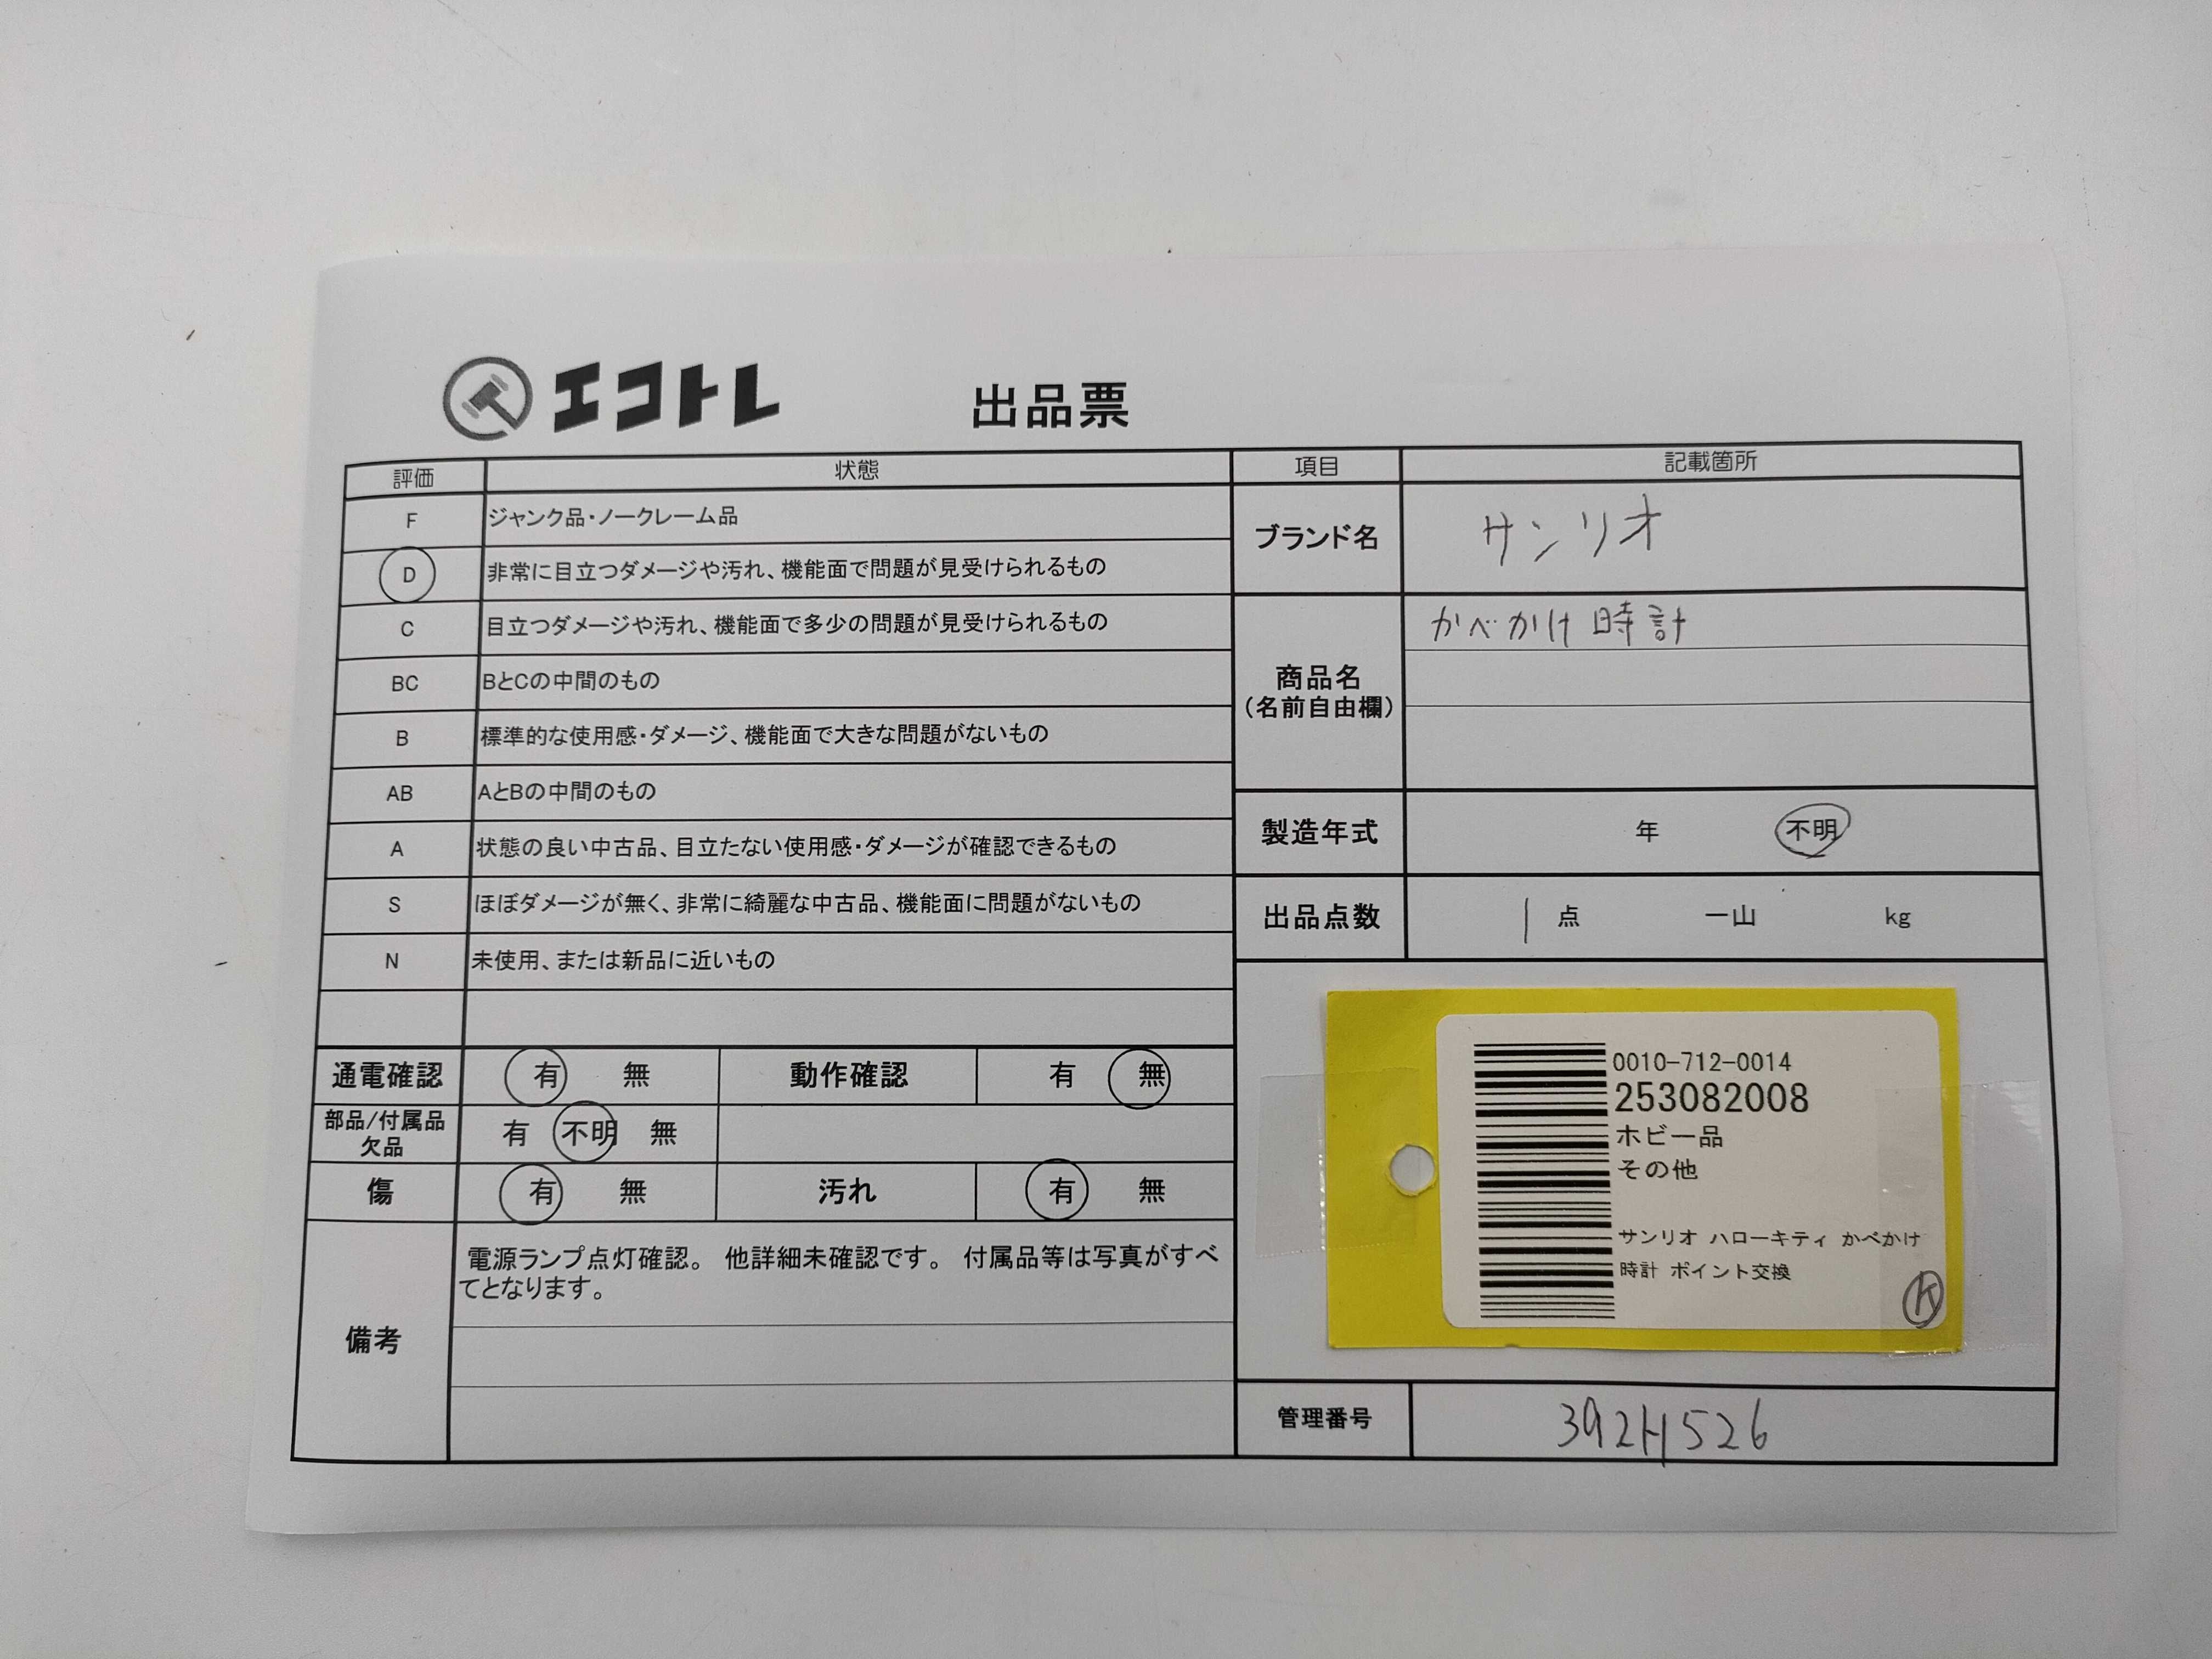 エコトレ 出品票
評価 状態
F ジャンク品・ノークレーム品
D 非常に目立つダメージや汚れ、機能面で問題が見受けられるもの
C 目立つダメージや汚れ、機能面で多少の問題が見受けられるもの
BC BとCの中間のもの
B 標準的な使用感・ダメージ、機能面で大きな問題がないもの
AB AとBの中間のもの
A 状態の良い中古品、目立たない使用感・ダメージが確認できるもの
S ほぼダメージが無く、非常に綺麗な中古品、機能面に問題がないもの
N 未使用、または新品に近いもの
通電確認 有 無 動作確認 有 無
部品/付属品
欠品
有 不明 無
傷 有 無 汚れ 有 無
備考
電源ランプ点灯確認。 他詳細未確認です。 付属品等は写真がすべ
てとなります。
項目 記載箇所
ブランド名 サンリオ
商品名
(名前自由欄)
かべかけ時計
製造年式 年 不明
出品点数 1 点 一山 kg
0010-712-0014
253082008
ホビー品
その他
サンリオ ハローキティ かべかけ
時計 ポイント交換
K
管理番号 392H526